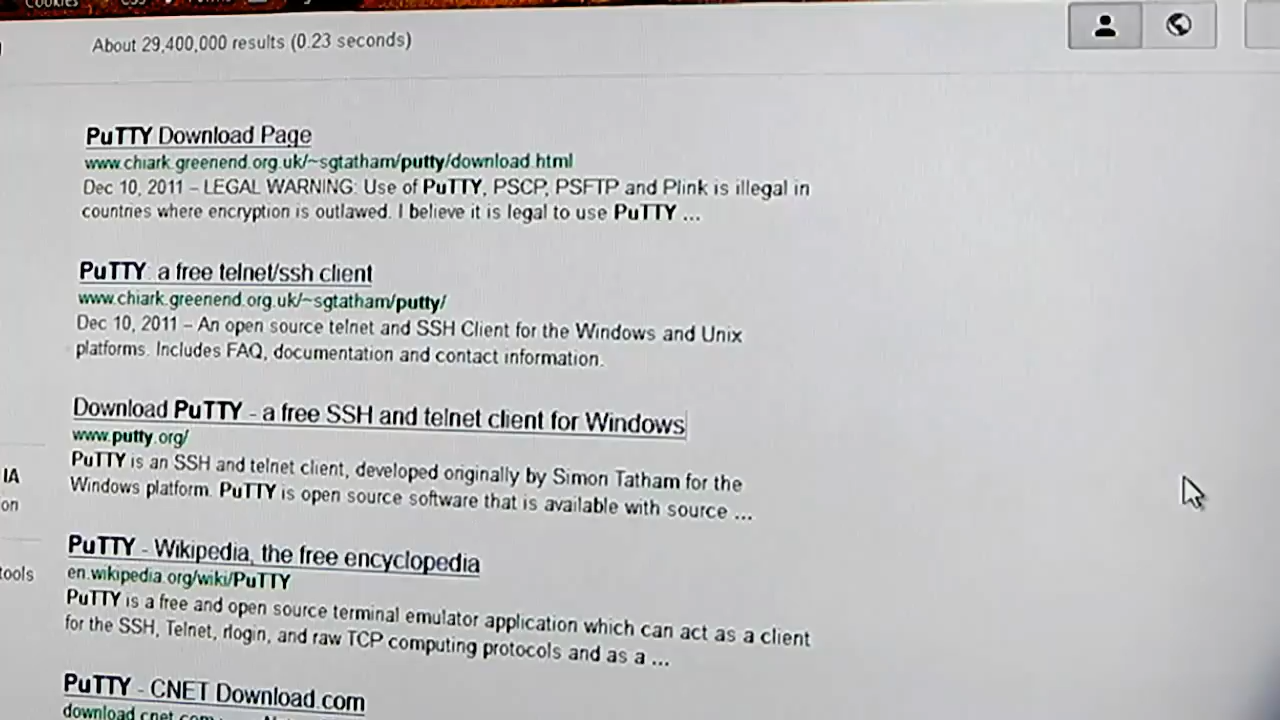 Cookies
About 29,400,000 results (0.23 seconds)
PuTTY Download Page
www.chiark.greenend.org.uk/~sgtatham/putty/download.html
Dec 10, 2011 – LEGAL WARNING: Use of PuTTY, PSCP, PSFTP and Plink is illegal in
countries where encryption is outlawed. I believe it is legal to use PuTTY ...
PuTTY: a free telnet/ssh client
www.chiark.greenend.org.uk/~sgtatham/putty/
Dec 10, 2011 – An open source telnet and SSH Client for the Windows and Unix
platforms. Includes FAQ, documentation and contact information.
Download PuTTY - a free SSH and telnet client for Windows
www.putty.org/
PuTTY is an SSH and telnet client, developed originally by Simon Tatham for the
IA
Windows platform. PuTTY is open source software that is available with source ...
on
PuTTY - Wikipedia, the free encyclopedia
en.wikipedia.org/wiki/PuTTY
tools
PuTTY is a free and open source terminal emulator application which can act as a client
for the SSH, Telnet, rlogin, and raw TCP computing protocols and as a ...
PuTTY - CNET Download.com
download.cnet.com